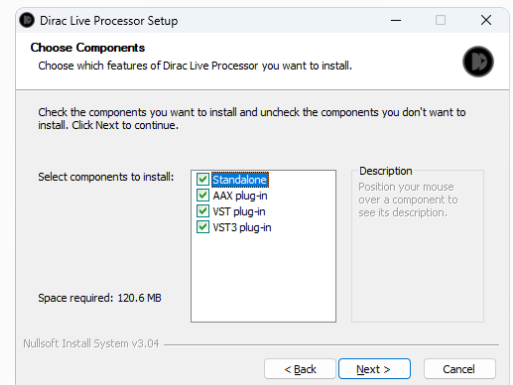 Dirac Live Processor Setup
Choose Components
Choose which features of Dirac Live Processor you want to install.
Check the components you want to install and uncheck the components you don't want to
install. Click Next to continue.
Select components to install:
Standalone
AAX plug-in
VST plug-in
VST3 plug-in
Description
Position your mouse
over a component to
see its description.
Space required: 120.6 MB
Nullsoft Install System v3.04
< Back
Next >
Cancel